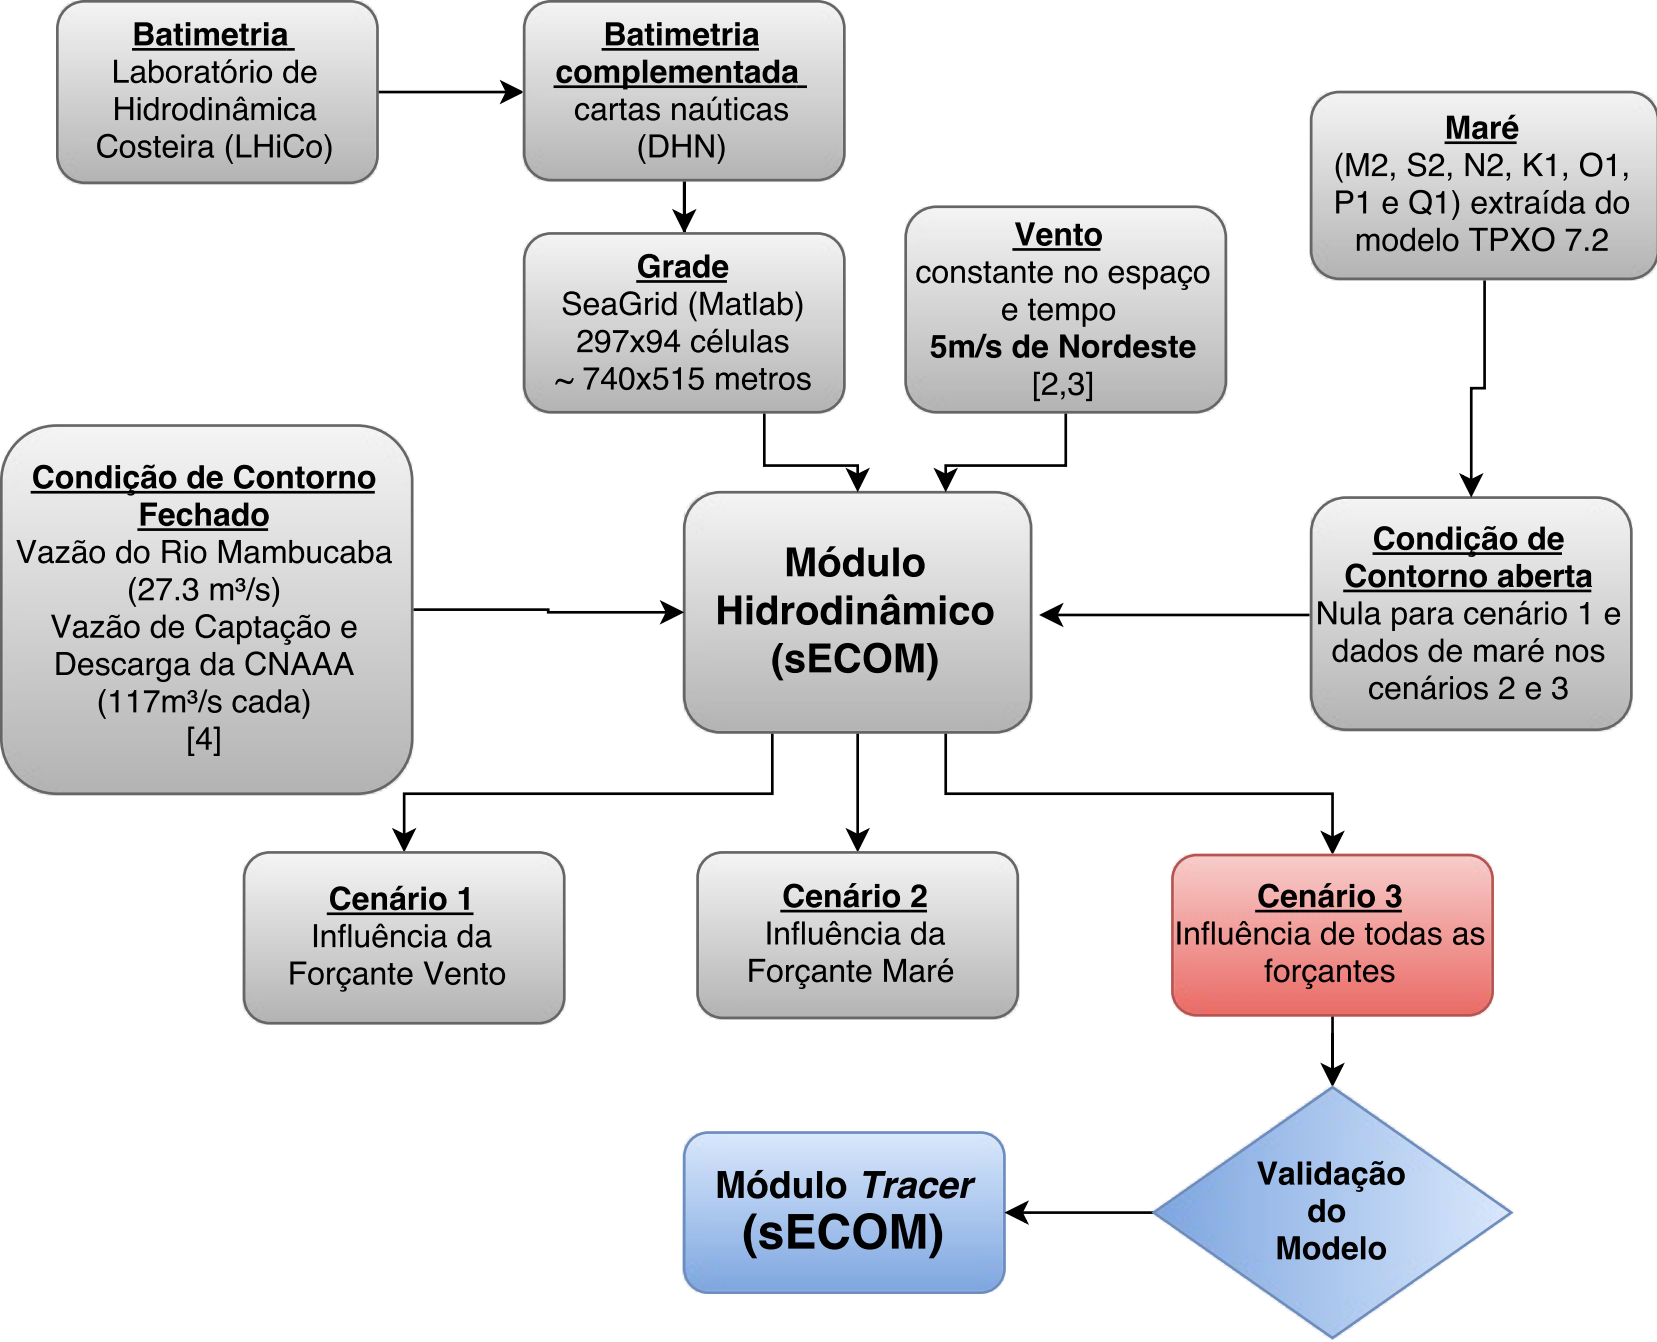 Batimetria
Laboratório de
Hidrodinâmica
Costeira (LHiCo)
Batimetria
complementada
cartas naúticas
(DHN)
Maré
(M2, S2, N2, K1, O1,
P1 e Q1) extraída do
modelo TPXO 7.2
Grade
SeaGrid (Matlab)
297x94 células
~ 740x515 metros
Vento
constante no espaço
e tempo
5m/s de Nordeste
[2,3]
Condição de Contorno
Fechado
Vazão do Rio Mambucaba
(27.3 m³/s)
Vazão de Captação e
Descarga da CNAAA
(117m³/s cada)
[4]
Módulo
Hidrodinâmico
(sECOM)
Condição de
Contorno aberta
Nula para cenário 1 e
dados de maré nos
cenários 2 e 3
Cenário 1
Influência da
Forçante Vento
Cenário 2
Influência da
Forçante Maré
Cenário 3
Influência de todas as
forçantes
Módulo Tracer
(sECOM)
Validação
do
Modelo